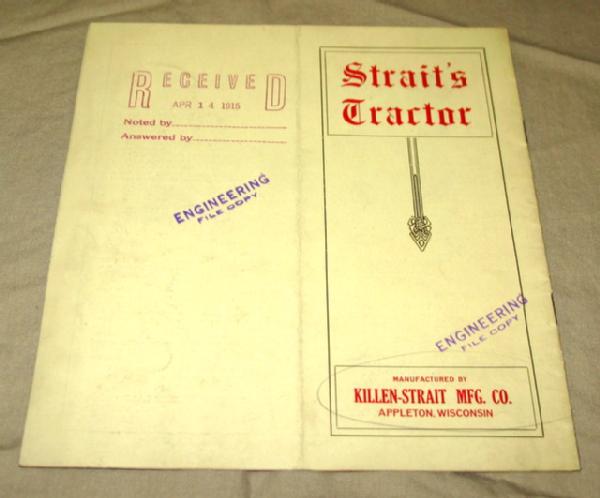 RECEIVED
APR 14 1915
Noted by
Answered by
ENGINEERING
FILE COPY
Strait's
Tractor
ENGINEERING
FILE COPY
MANUFACTURED BY
KILLEN-STRAIT MFG. CO.
APPLETON, WISCONSIN